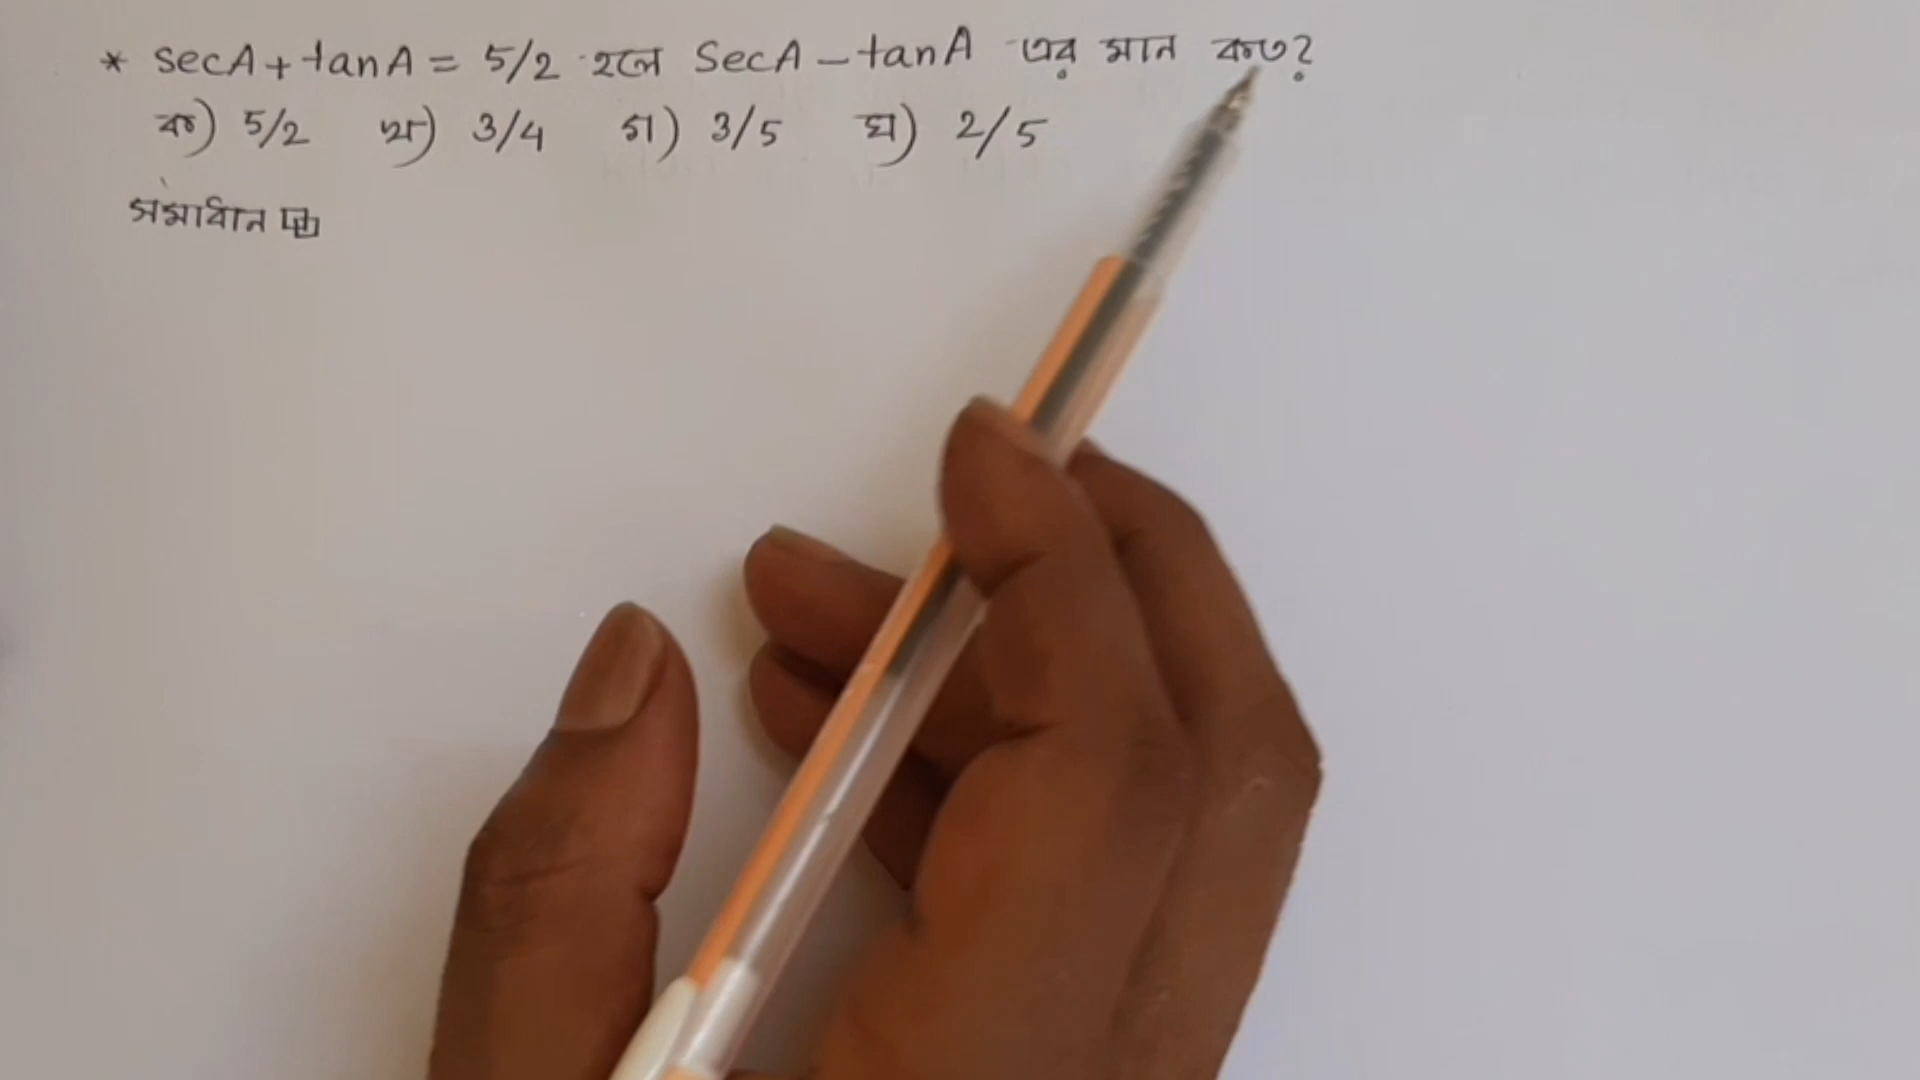 * secA + tanA = 5/2 হলে SecA – tanA এর মান কত?
ক) 5/2 খ) 3/4 গ) 3/5 ঘ) 2/5
সমাধান